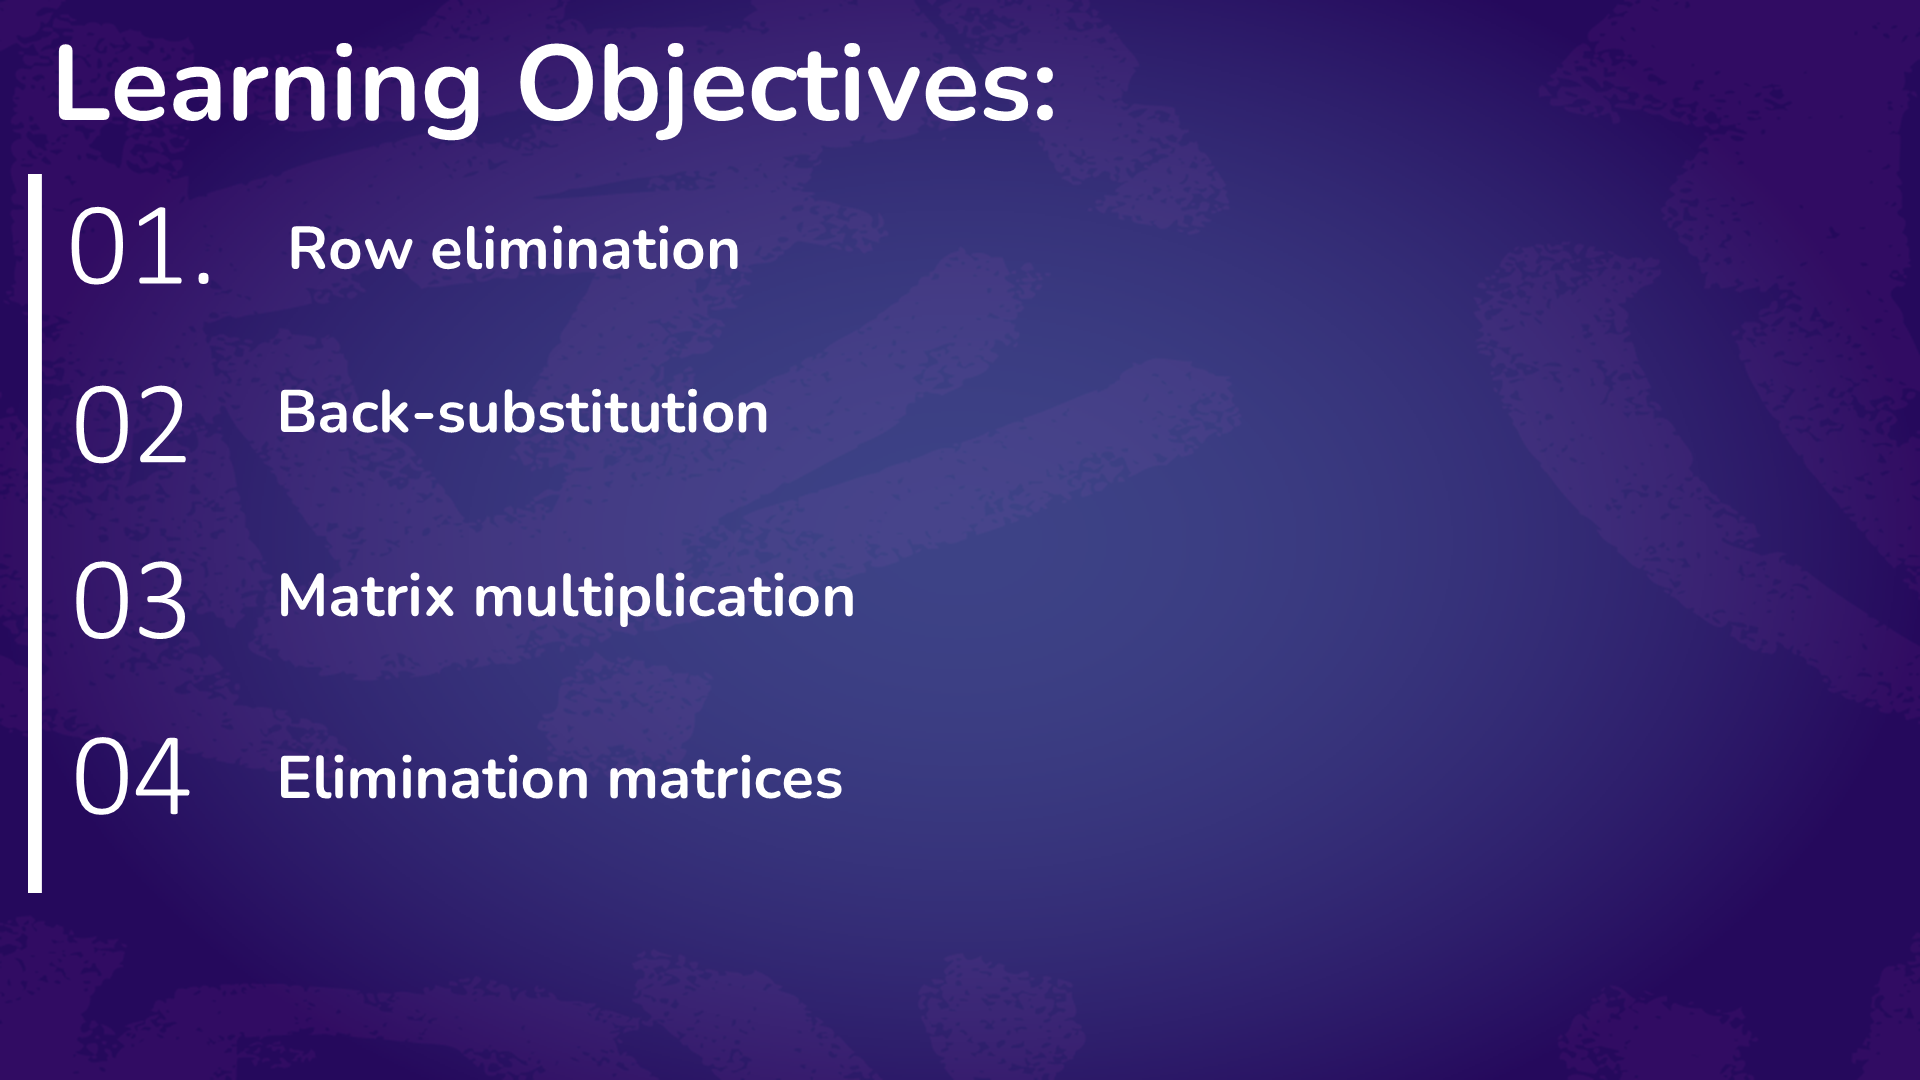 Learning Objectives:
01. Row elimination
02 Back-substitution
03 Matrix multiplication
04 Elimination matrices